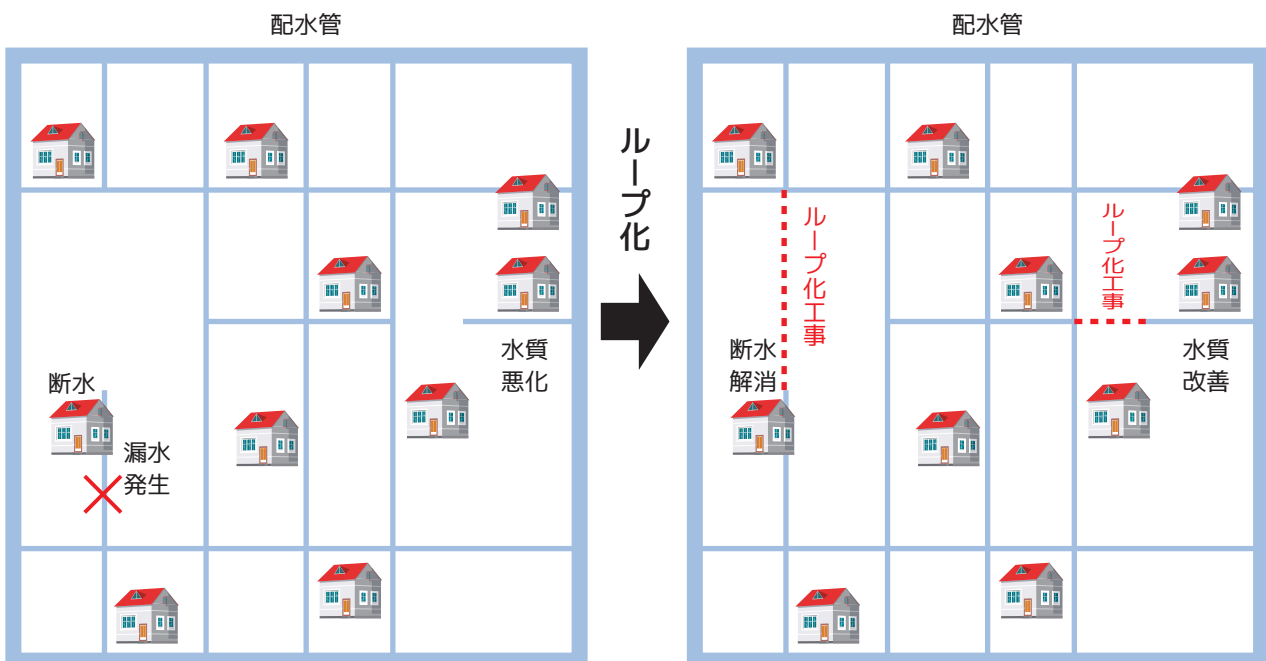 配水管
断水
漏水
発生
水質
悪化
ループ化
配水管
ループ化工事
ループ化工事
断水
解消
水質
改善